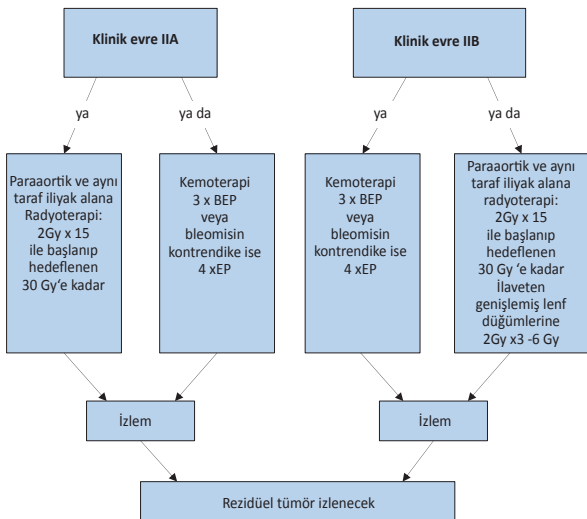 Klinik evre IIA
Klinik evre IIB
ya
ya da
ya
ya da
Paraaortik ve aynı
taraf iliyak alana
Radyoterapi:
2Gy x 15
ile başlanıp
hedeflenen
30 Gy‘e kadar
Kemoterapi
3 x BEP
veya
bleomisin
kontrendike ise
4 xEP
Kemoterapi
3 x BEP
veya
bleomisin
kontrendike ise
4 xEP
Paraaortik ve aynı
taraf iliyak alana
radyoterapi:
2Gy x 15
ile başlanıp
hedeflenen
30 Gy ‘e kadar
İlaveten
genişlemiş lenf
düğümlerine
2Gy x3 -6 Gy
İzlem
İzlem
Rezidüel tümör izlenecek